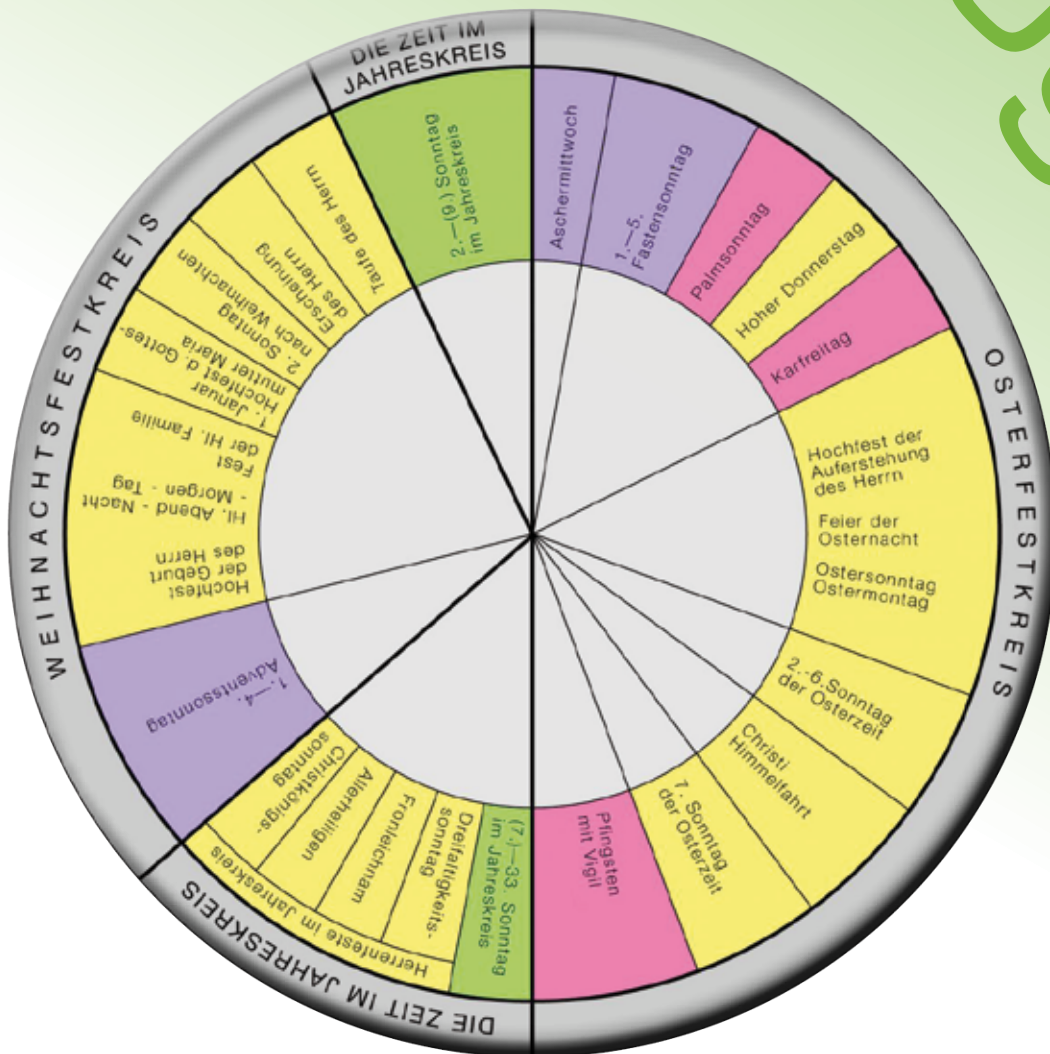 DIE ZEIT IM
JAHRESKREIS
2.—(9.) Sonntag
im Jahreskreis
Aschermittwoch
1.—5.
Fastensonntag
Palmsonntag
Hoher Donnerstag
Karfreitag
OSTERFESTKREIS
Hochfest der
Auferstehung
des Herrn
Feier der
Osternacht
Ostersonntag
Ostermontag
2.-6.Sonntag
der Osterzeit
Christi
Himmelfahrt
7. Sonntag
der Osterzeit
Pfingsten
mit Vigil
(7.)—33. Sonntag
im Jahreskreis
Dreifaltigkeits-
sonntag
Fronleichnam
Allerheiligen
Christkönigs-
sonntag
Herrenfeste im Jahreskreis
DIE ZEIT IM JAHRESKREIS
1.—4.
Adventssonntag
WEIHNACHTSFESTKREIS
Hochfest
der Geburt
des Herrn
Hl. Abend - Nacht
- Morgen - Tag
Fest
der Hl. Familie
1. Januar
Hochfest d. Gottes-
mutter Maria
2. Sonntag
nach Weihnachten
Erscheinung
des Herrn
Taufe des Herrn